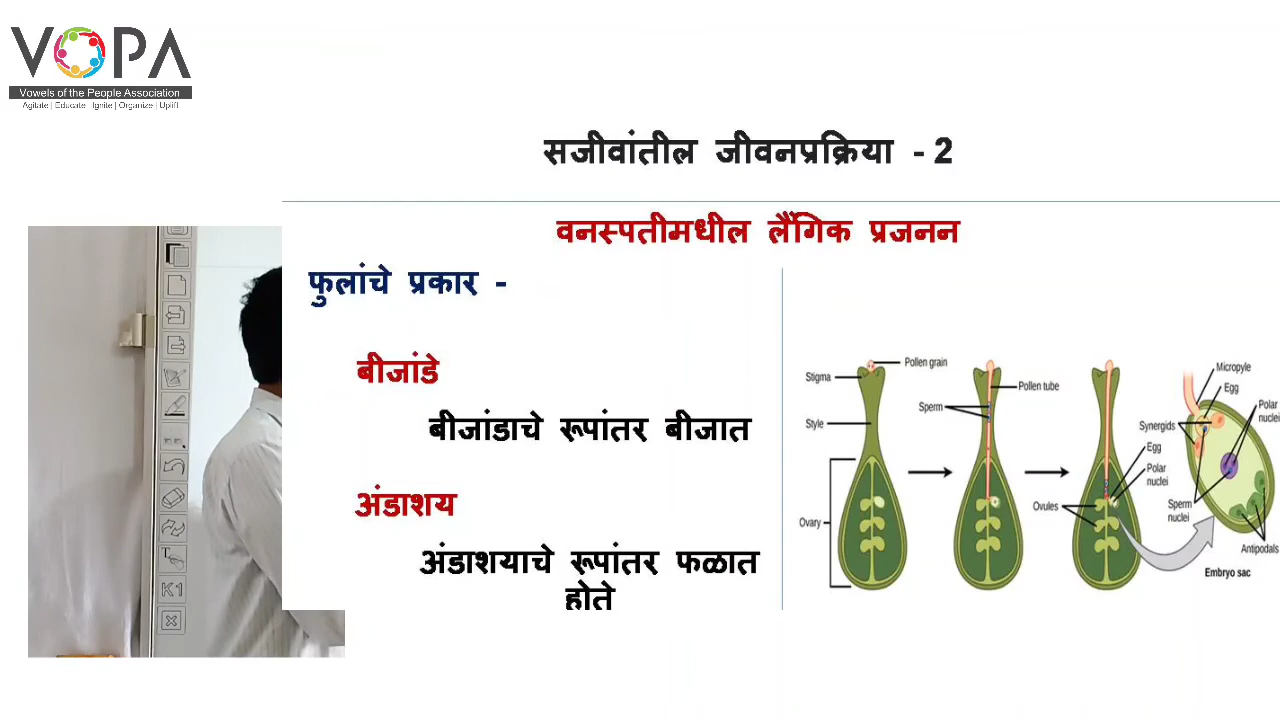 VOPA
Vowels of the People Association
Agitate | Educate | Ignite | Organize | Uplift
सजीवांतील जीवनप्रक्रिया - 2
वनस्पतीमधील लैंगिक प्रजनन
फुलांचे प्रकार -
बीजांडे
बीजांडाचे रूपांतर बीजात
अंडाशय
अंडाशयाचे रूपांतर फळात
होते
Pollen grain
Stigma
Style
Ovary
Pollen tube
Sperm
Ovules
Egg
Polar
nuclei
Micropyle
Egg
Polar
nuclei
Synergids
Sperm
nuclei
Antipodals
Embryo sac
K1